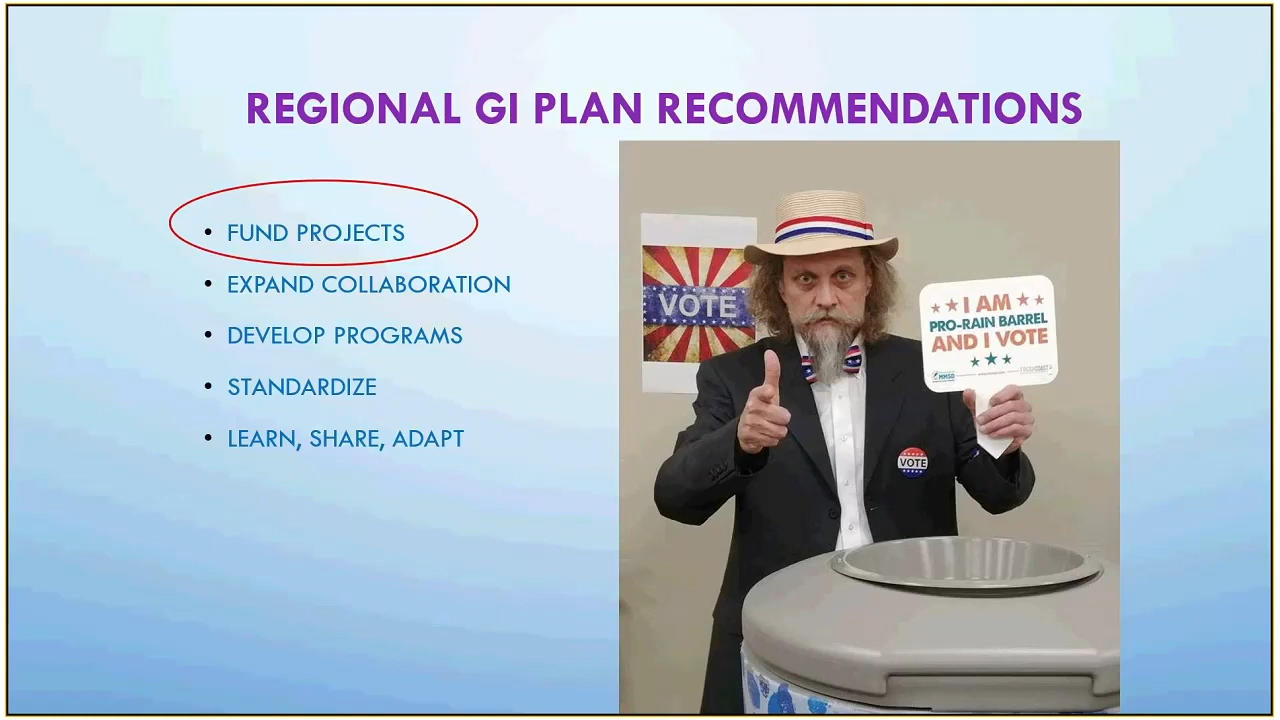 REGIONAL GI PLAN RECOMMENDATIONS
• FUND PROJECTS
• EXPAND COLLABORATION
• DEVELOP PROGRAMS
• STANDARDIZE
• LEARN, SHARE, ADAPT
VOTE
I AM
PRO-RAIN BARREL
AND I VOTE
MMSD
VOTE